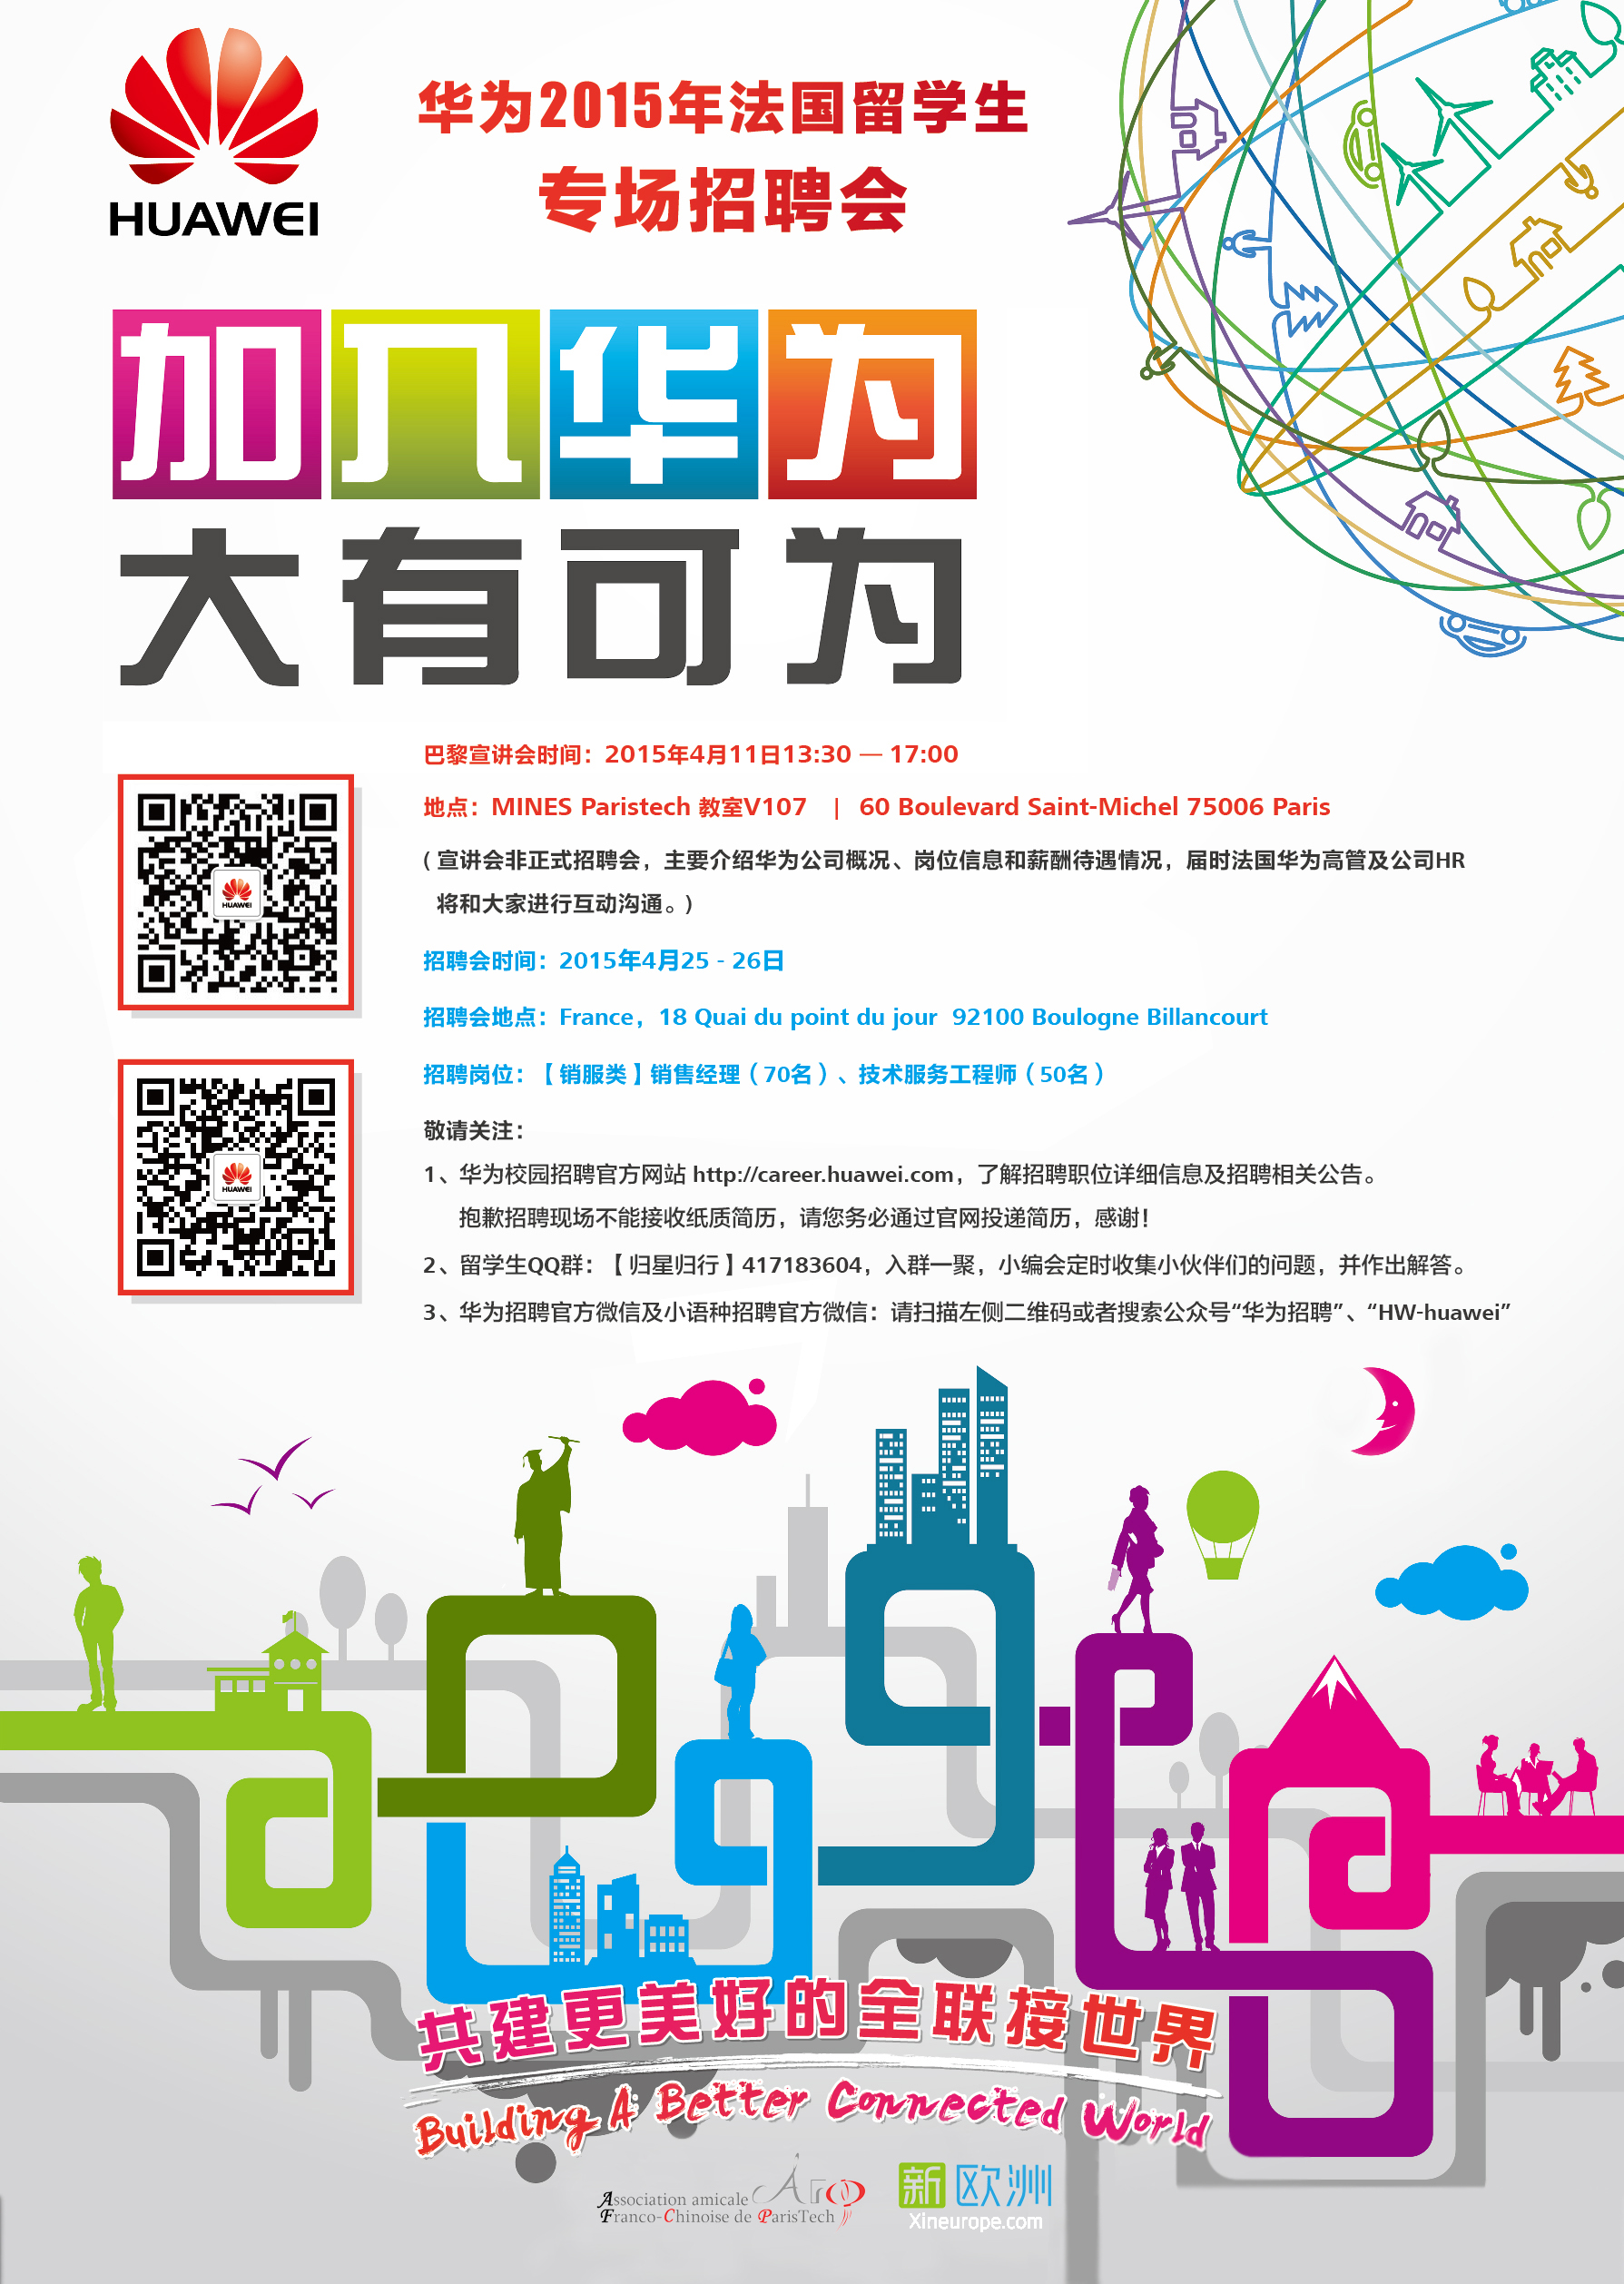 HUAWEI
华为2015年法国留学生
专场招聘会
加入华为
大有可为
巴黎宣讲会时间：2015年4月11日13:30 — 17:00
地点：MINES Paristech 教室V107 | 60 Boulevard Saint-Michel 75006 Paris
( 宣讲会非正式招聘会，主要介绍华为公司概况、岗位信息和薪酬待遇情况，届时法国华为高管及公司HR
将和大家进行互动沟通。)
招聘会时间：2015年4月25 - 26日
招聘会地点：France，18 Quai du point du jour 92100 Boulogne Billancourt
招聘岗位：【销服类】销售经理（70名）、技术服务工程师（50名）
敬请关注：
1、华为校园招聘官方网站 http://career.huawei.com，了解招聘职位详细信息及招聘相关公告。
抱歉招聘现场不能接收纸质简历，请您务必通过官网投递简历，感谢！
2、留学生QQ群：【归星归行】417183604，入群一聚，小编会定时收集小伙伴们的问题，并作出解答。
3、华为招聘官方微信及小语种招聘官方微信：请扫描左侧二维码或者搜索公众号“华为招聘”、“HW-huawei”
HUAWEI
HUAWEI
共建更美好的全联接世界
Building A Better Connected World
Association amicale
Franco-Chinoise de ParisTech
新欧洲
Xineurope.com